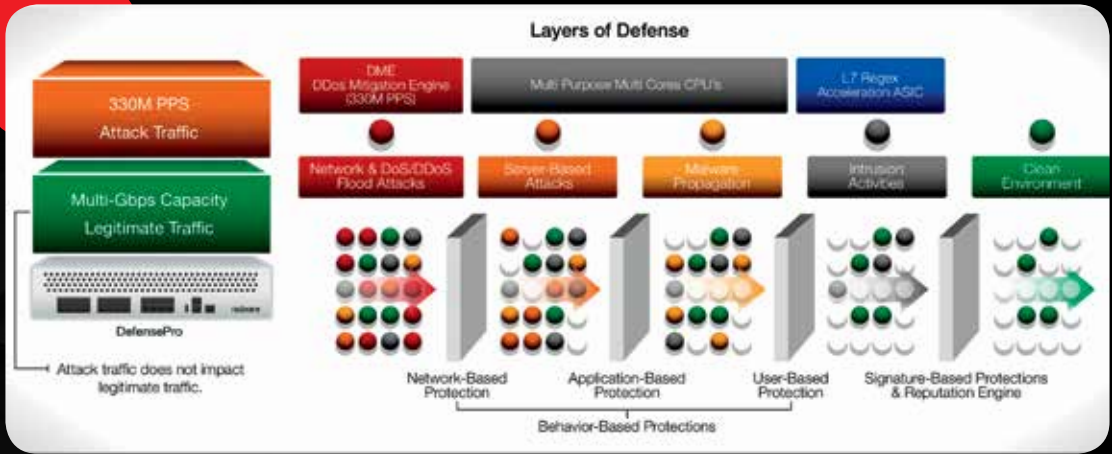 Layers of Defense
330M PPS
Attack Traffic
Multi-Gbps Capacity
Legitimate Traffic
radware
DefensePro
Attack traffic does not impact
legitimate traffic.
DME
DDos Mitigation Engine
(330M PPS)
Multi Purpose Multi Cores CPU's
L7 Regex
Acceleration ASIC
Network & DoS/DDoS
Flood Attacks
Server-Based
Attacks
Malware
Propagation
Intrusion
Activities
Clean
Environment
Network-Based
Protection
Application-Based
Protection
User-Based
Protection
Signature-Based Protections
& Reputation Engine
Behavior-Based Protections